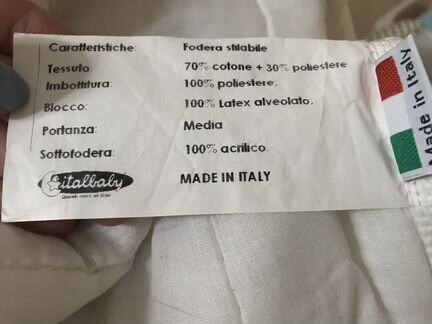 Caratteristiche: Fodera sfilabile
Tessuto: 70% cotone + 30% poliestere
Imbottitura: 100% poliestere.
Blocco: 100% Latex alveolato.
Portanza: Media
Sottofodera: 100% acrilico.
italbaby
MADE IN ITALY
Made in Italy